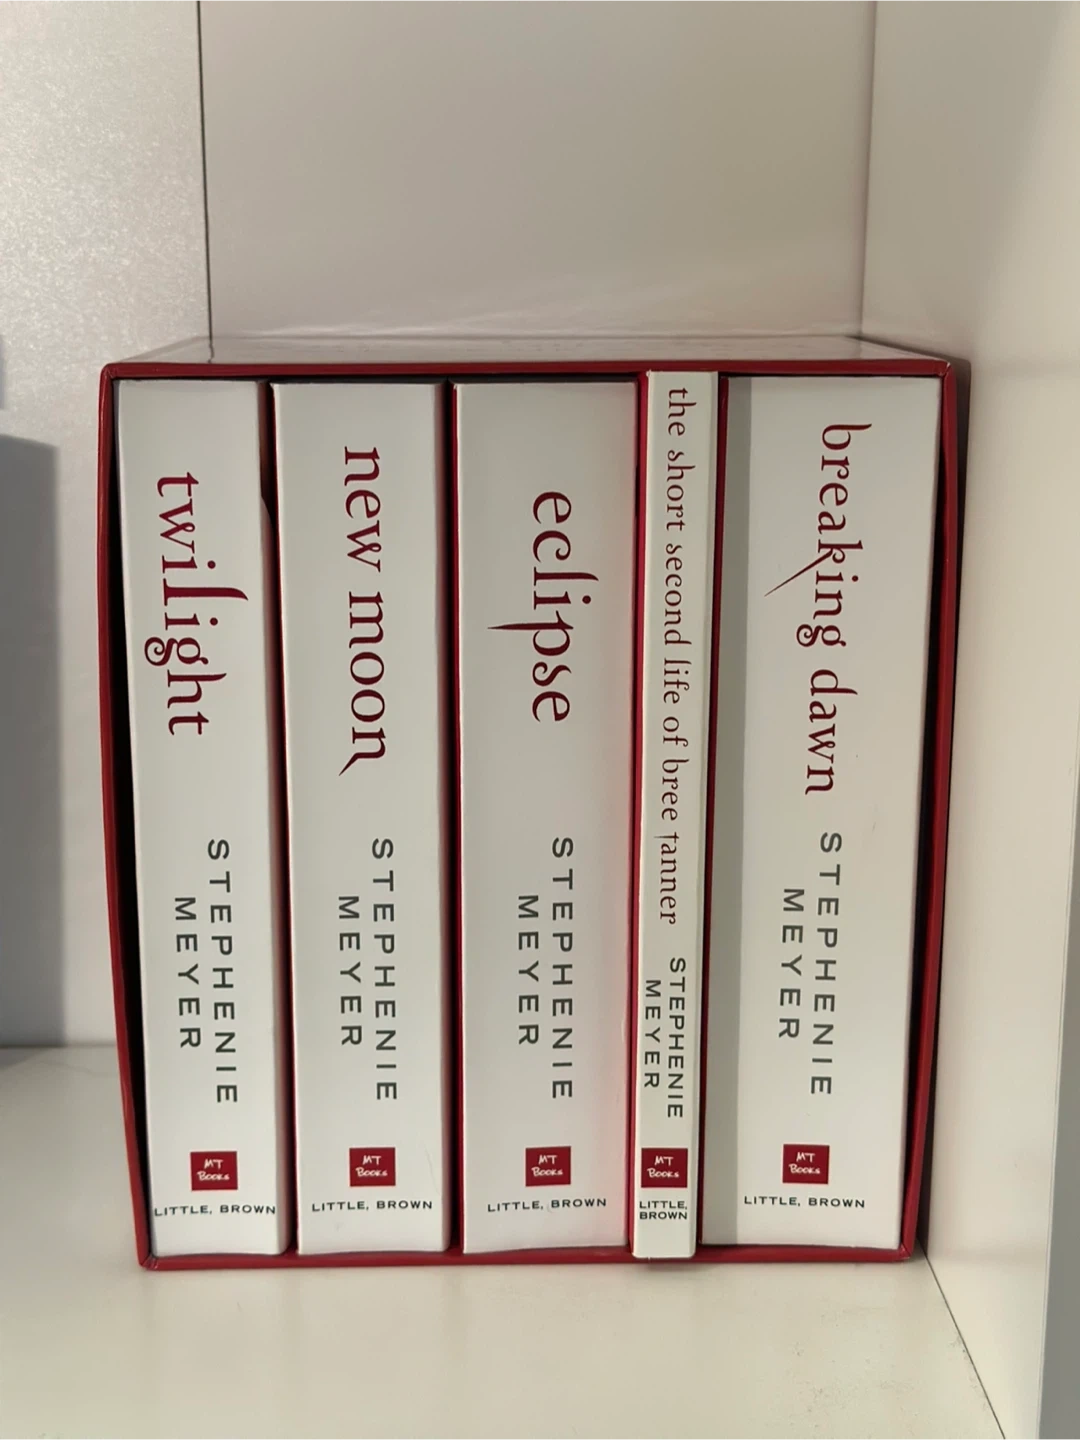 twilight
STEPHENIE
MEYER
MT
BOOKS
LITTLE, BROWN
new moon
STEPHENIE
MEYER
MT
BOOKS
LITTLE, BROWN
eclipse
STEPHENIE
MEYER
MT
BOOKS
LITTLE, BROWN
the short second life of bree tanner
STEPHENIE
MEYER
MT
BOOKS
LITTLE,
BROWN
breaking dawn
STEPHENIE
MEYER
MT
BOOKS
LITTLE, BROWN